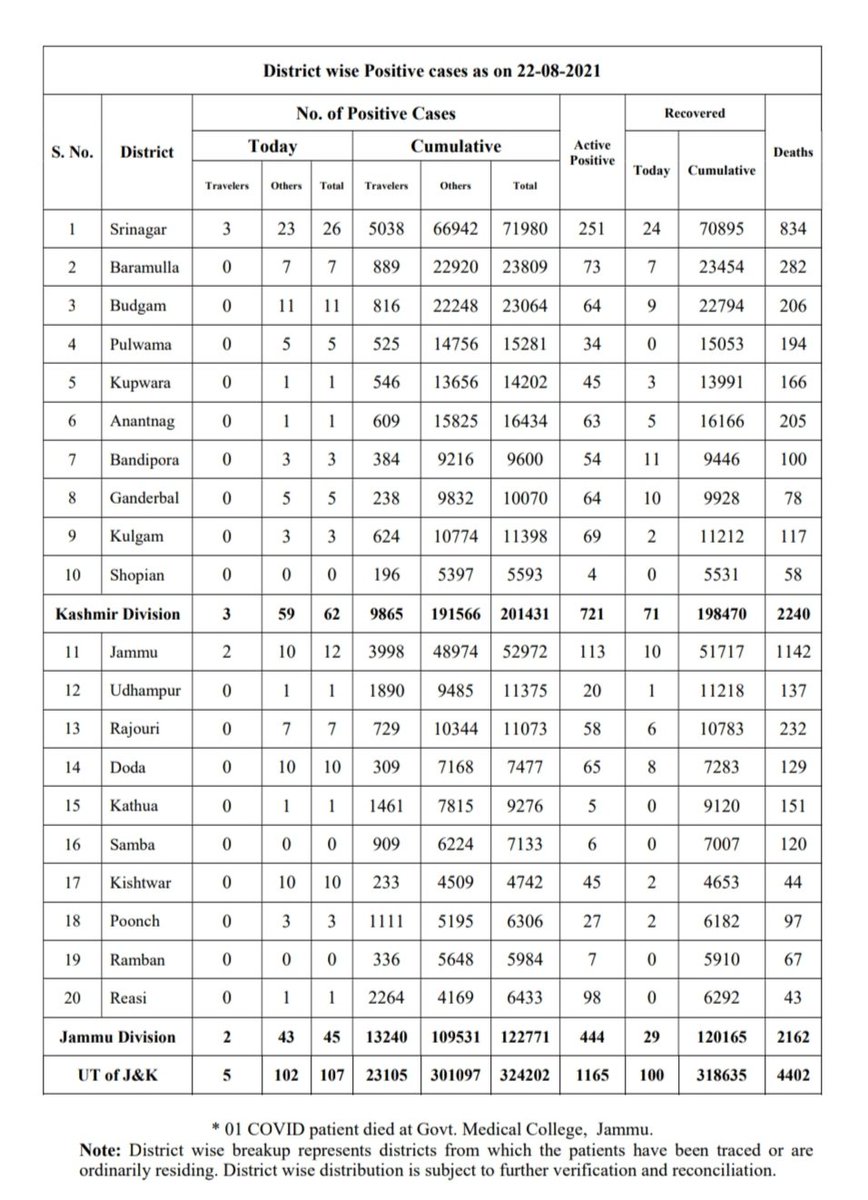 District wise Positive cases as on 22-08-2021
S. No. District No. of Positive Cases Active Positive Recovered Deaths
Today Cumulative Today Cumulative
Travelers Others Total Travelers Others Total
1 Srinagar 3 23 26 5038 66942 71980 251 24 70895 834
2 Baramulla 0 7 7 889 22920 23809 73 7 23454 282
3 Budgam 0 11 11 816 22248 23064 64 9 22794 206
4 Pulwama 0 5 5 525 14756 15281 34 0 15053 194
5 Kupwara 0 1 1 546 13656 14202 45 3 13991 166
6 Anantnag 0 1 1 609 15825 16434 63 5 16166 205
7 Bandipora 0 3 3 384 9216 9600 54 11 9446 100
8 Ganderbal 0 5 5 238 9832 10070 64 10 9928 78
9 Kulgam 0 3 3 624 10774 11398 69 2 11212 117
10 Shopian 0 0 0 196 5397 5593 4 0 5531 58
Kashmir Division 3 59 62 9865 191566 201431 721 71 198470 2240
11 Jammu 2 10 12 3998 48974 52972 113 10 51717 1142
12 Udhampur 0 1 1 1890 9485 11375 20 1 11218 137
13 Rajouri 0 7 7 729 10344 11073 58 6 10783 232
14 Doda 0 10 10 309 7168 7477 65 8 7283 129
15 Kathua 0 1 1 1461 7815 9276 5 0 9120 151
16 Samba 0 0 0 909 6224 7133 6 0 7007 120
17 Kishtwar 0 10 10 233 4509 4742 45 2 4653 44
18 Poonch 0 3 3 1111 5195 6306 27 2 6182 97
19 Ramban 0 0 0 336 5648 5984 7 0 5910 67
20 Reasi 0 1 1 2264 4169 6433 98 0 6292 43
Jammu Division 2 43 45 13240 109531 122771 444 29 120165 2162
UT of J&K 5 102 107 23105 301097 324202 1165 100 318635 4402
* 01 COVID patient died at Govt. Medical College, Jammu.
Note: District wise breakup represents districts from which the patients have been traced or are
ordinarily residing. District wise distribution is subject to further verification and reconciliation.